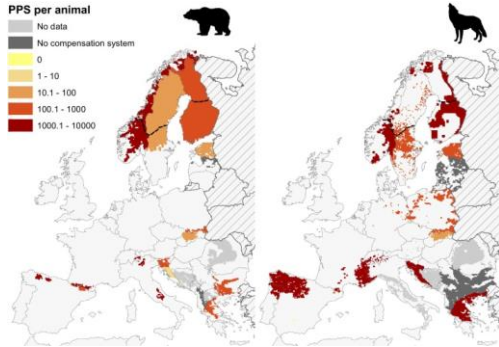 PPS per animal
No data
No compensation system
0
1 - 10
10.1 - 100
100.1 - 1000
1000.1 - 10000